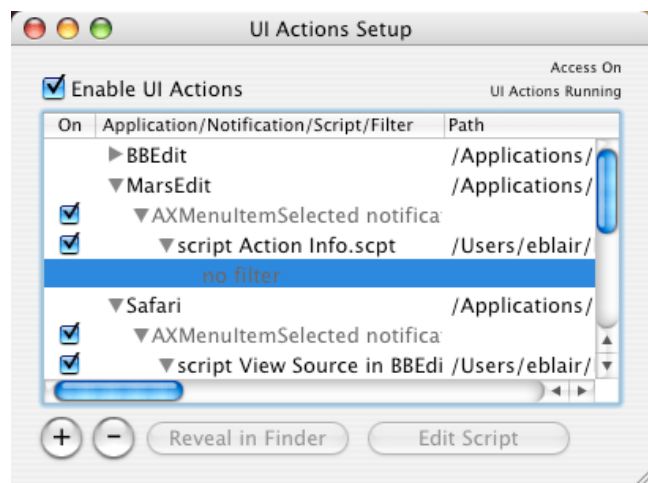 UI Actions Setup
Access On
Enable UI Actions
UI Actions Running
On Application/Notification/Script/Filter Path
BBEdit /Applications/
MarsEdit /Applications/
AXMenuItemSelected notifica
script Action Info.scpt /Users/eblair/
no filter
Safari /Applications/
AXMenuItemSelected notifica
script View Source in BBEdi /Users/eblair/
+ − Reveal in Finder Edit Script